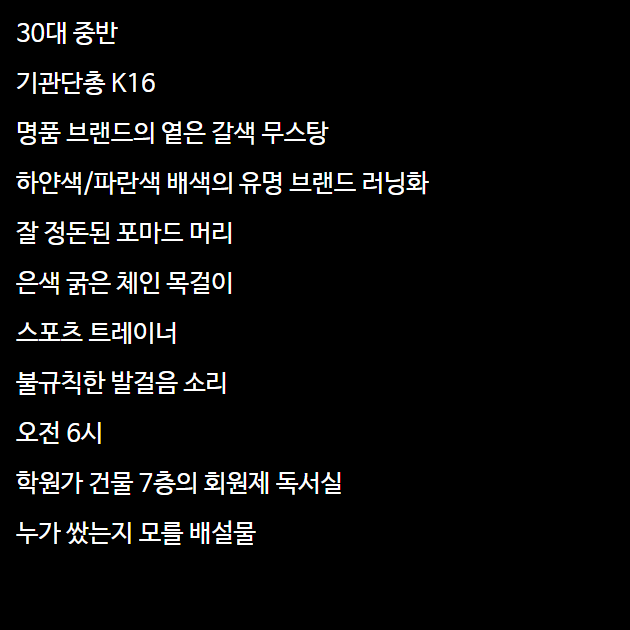 30대 중반
기관단총 K16
명품 브랜드의 옅은 갈색 무스탕
하얀색/파란색 배색의 유명 브랜드 러닝화
잘 정돈된 포마드 머리
은색 굵은 체인 목걸이
스포츠 트레이너
불규칙한 발걸음 소리
오전 6시
학원가 건물 7층의 회원제 독서실
누가 쌌는지 모를 배설물